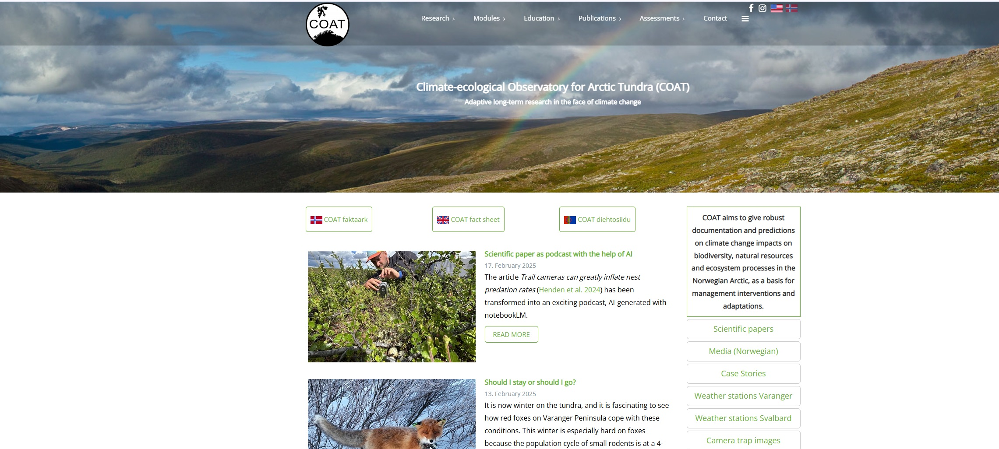 COAT
Research
Modules
Education
Publications
Assessments
Contact
Climate-ecological Observatory for Arctic Tundra (COAT)
Adaptive long-term research in the face of climate change
COAT faktaark
COAT fact sheet
COAT diehtosiidu
Scientific paper as podcast with the help of AI
17. February 2025
The article Trail cameras can greatly inflate nest
predation rates (Henden et al. 2024) has been
transformed into an exciting podcast, AI-generated with
notebookLM.
READ MORE
Should I stay or should I go?
13. February 2025
It is now winter on the tundra, and it is fascinating to see
how red foxes on Varanger Peninsula cope with these
conditions. This winter is especially hard on foxes
because the population cycle of small rodents is at a 4-
COAT aims to give robust
documentation and predictions
on climate change impacts on
biodiversity, natural resources
and ecosystem processes in the
Norwegian Arctic, as a basis for
management interventions and
adaptations.
Scientific papers
Media (Norwegian)
Case Stories
Weather stations Varanger
Weather stations Svalbard
Camera trap images